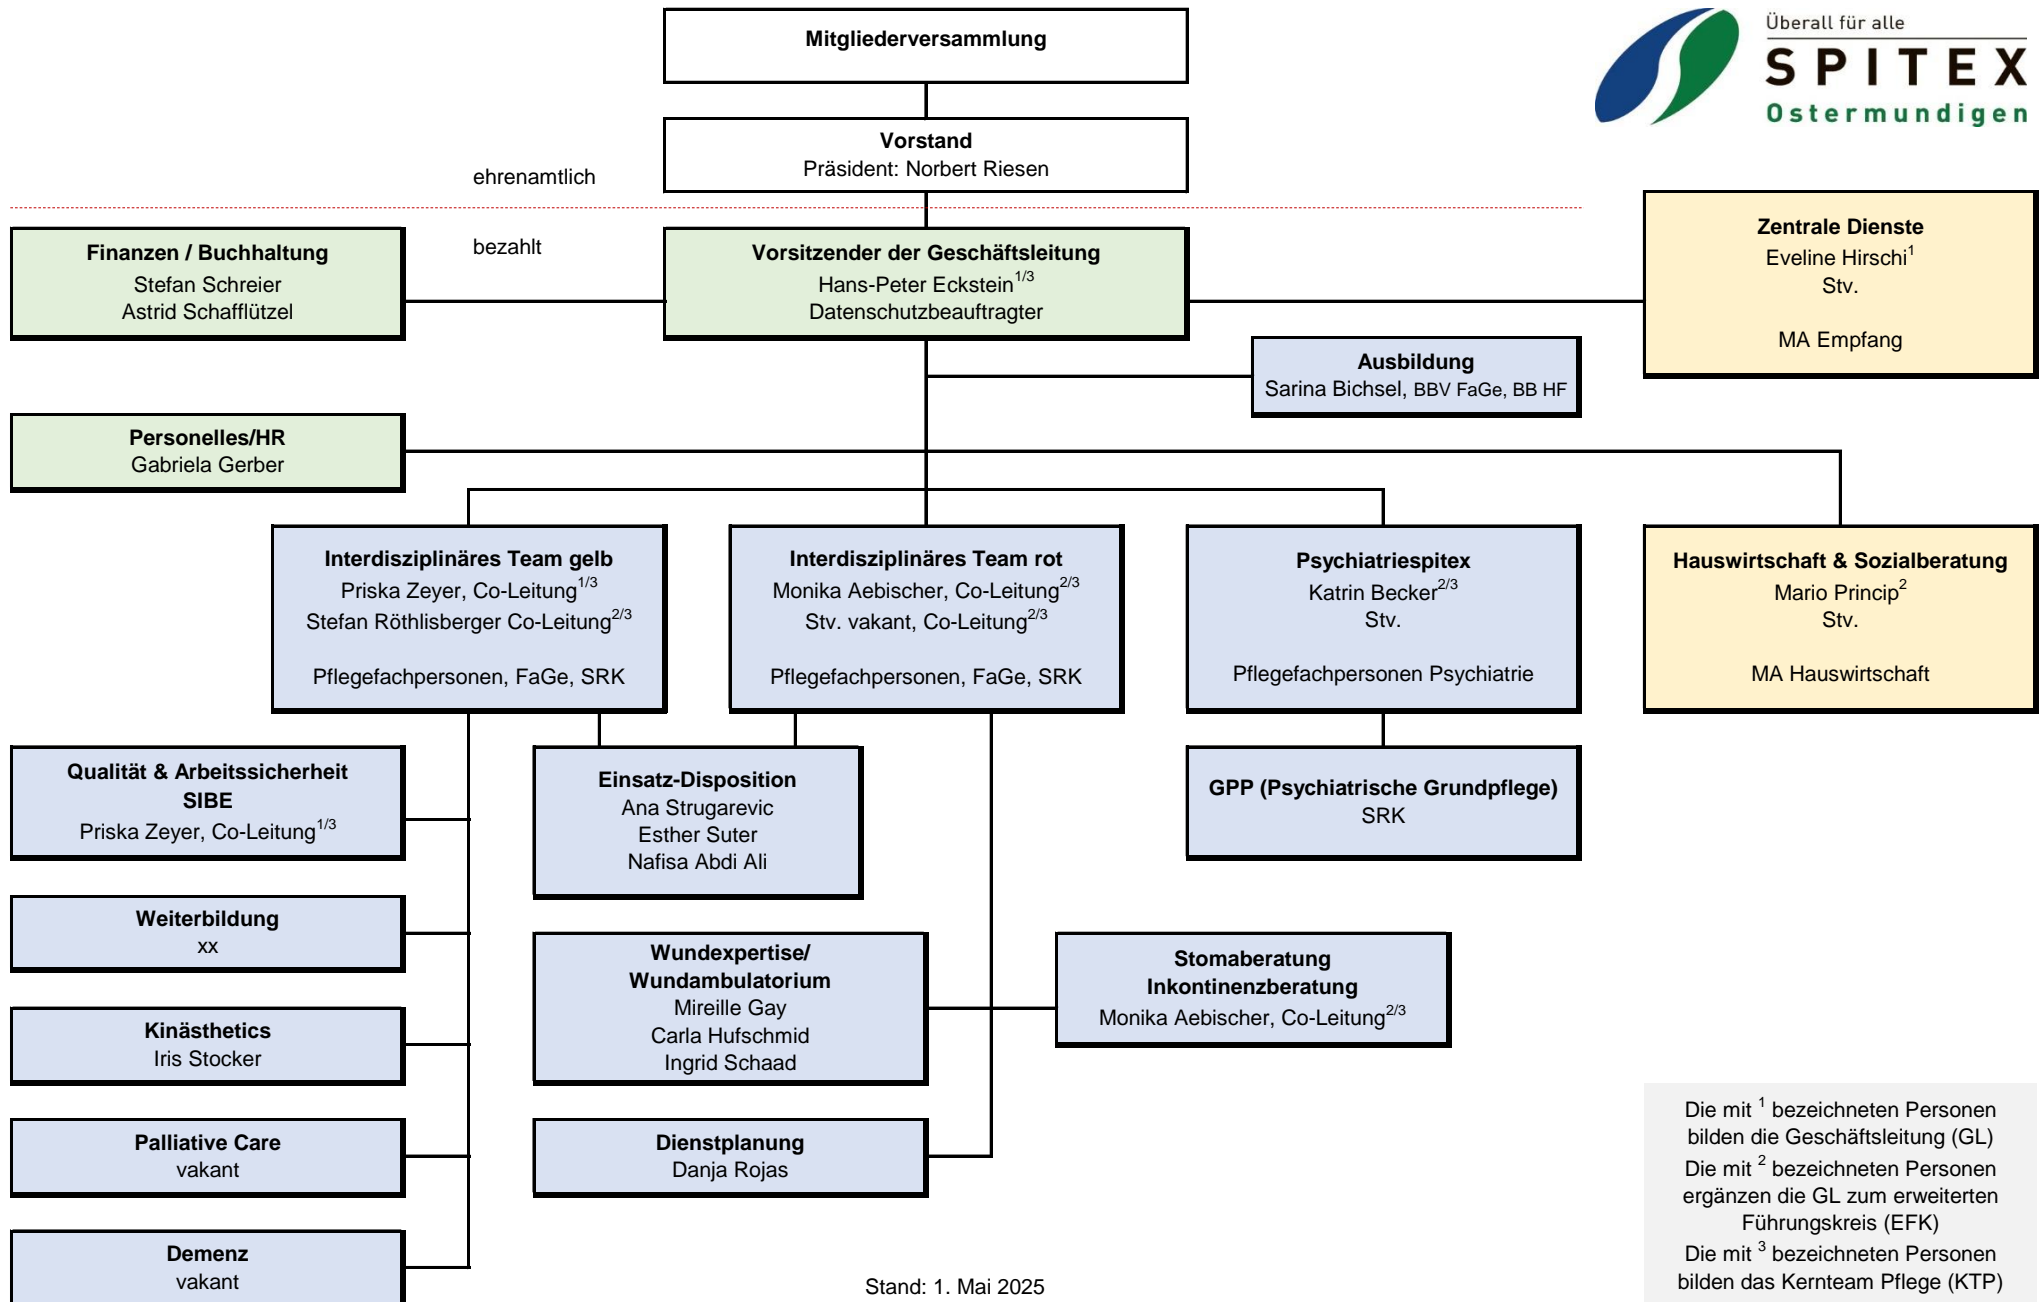 Mitgliederversammlung
Überall für alle
SPITEX
Ostermundigen
Vorstand
Präsident: Norbert Riesen
ehrenamtlich
bezahlt
Finanzen / Buchhaltung
Stefan Schreier
Astrid Schafflützel
Vorsitzender der Geschäftsleitung
Hans-Peter Eckstein1/3
Datenschutzbeauftragter
Zentrale Dienste
Eveline Hirschi1
Stv.
MA Empfang
Ausbildung
Sarina Bichsel, BBV FaGe, BB HF
Personelles/HR
Gabriela Gerber
Interdisziplinäres Team gelb
Priska Zeyer, Co-Leitung1/3
Stefan Röthlisberger Co-Leitung2/3
Pflegefachpersonen, FaGe, SRK
Interdisziplinäres Team rot
Monika Aebischer, Co-Leitung2/3
Stv. vakant, Co-Leitung2/3
Pflegefachpersonen, FaGe, SRK
Psychiatriespitex
Katrin Becker2/3
Stv.
Pflegefachpersonen Psychiatrie
Hauswirtschaft & Sozialberatung
Mario Princip2
Stv.
MA Hauswirtschaft
Qualität & Arbeitssicherheit
SIBE
Priska Zeyer, Co-Leitung1/3
Einsatz-Disposition
Ana Strugarevic
Esther Suter
Nafisa Abdi Ali
GPP (Psychiatrische Grundpflege)
SRK
Weiterbildung
xx
Wundexpertise/
Wundambulatorium
Mireille Gay
Carla Hufschmid
Ingrid Schaad
Stomaberatung
Inkontinenzberatung
Monika Aebischer, Co-Leitung2/3
Kinästhetics
Iris Stocker
Palliative Care
vakant
Dienstplanung
Danja Rojas
Demenz
vakant
Stand: 1. Mai 2025
Die mit 1 bezeichneten Personen
bilden die Geschäftsleitung (GL)
Die mit 2 bezeichneten Personen
ergänzen die GL zum erweiterten
Führungskreis (EFK)
Die mit 3 bezeichneten Personen
bilden das Kernteam Pflege (KTP)